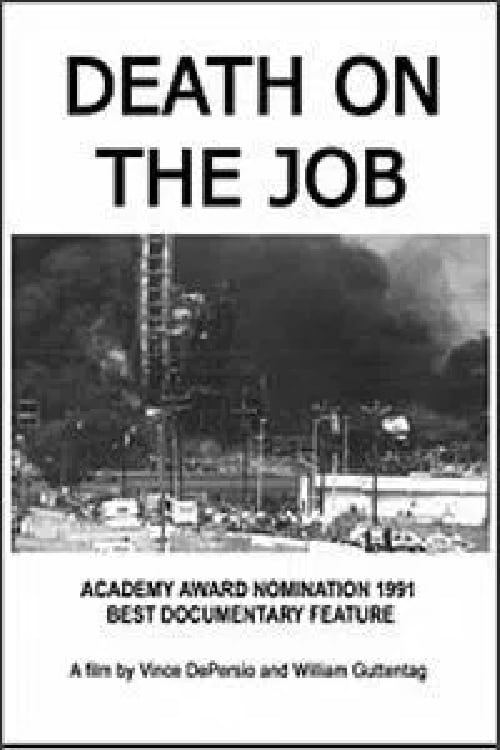 DEATH ON
THE JOB
ACADEMY AWARD NOMINATION 1991
BEST DOCUMENTARY FEATURE
A film by Vince DePersio and William Guttentag